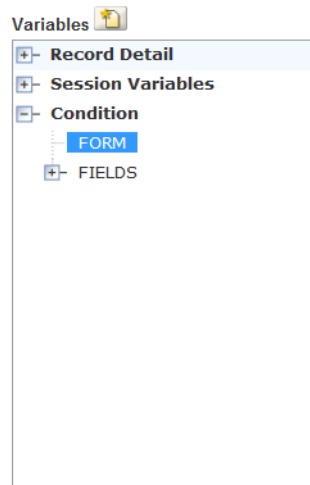 Variables
Record Detail
Session Variables
Condition
FORM
FIELDS